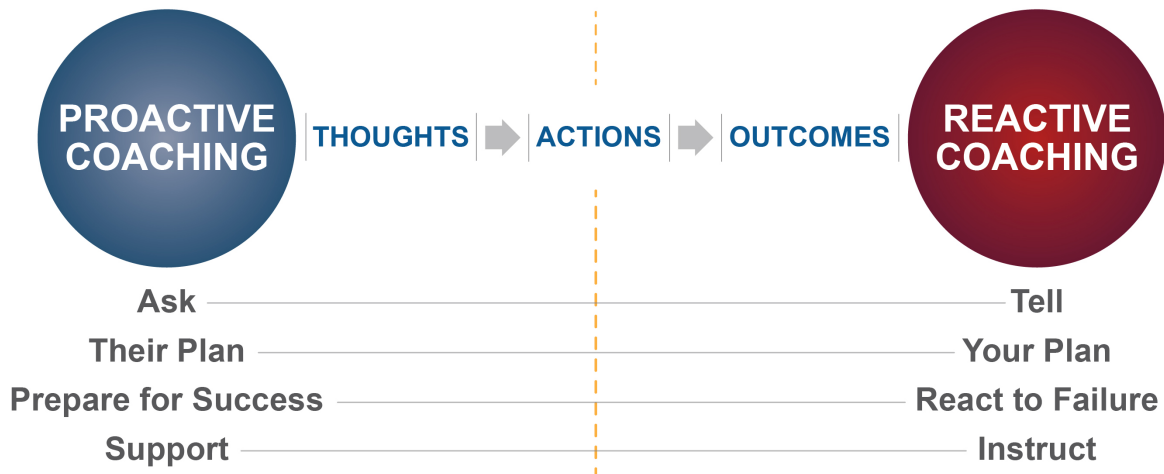 PROACTIVE
COACHING
THOUGHTS
ACTIONS
OUTCOMES
REACTIVE
COACHING
Ask
Tell
Their Plan
Your Plan
Prepare for Success
React to Failure
Support
Instruct